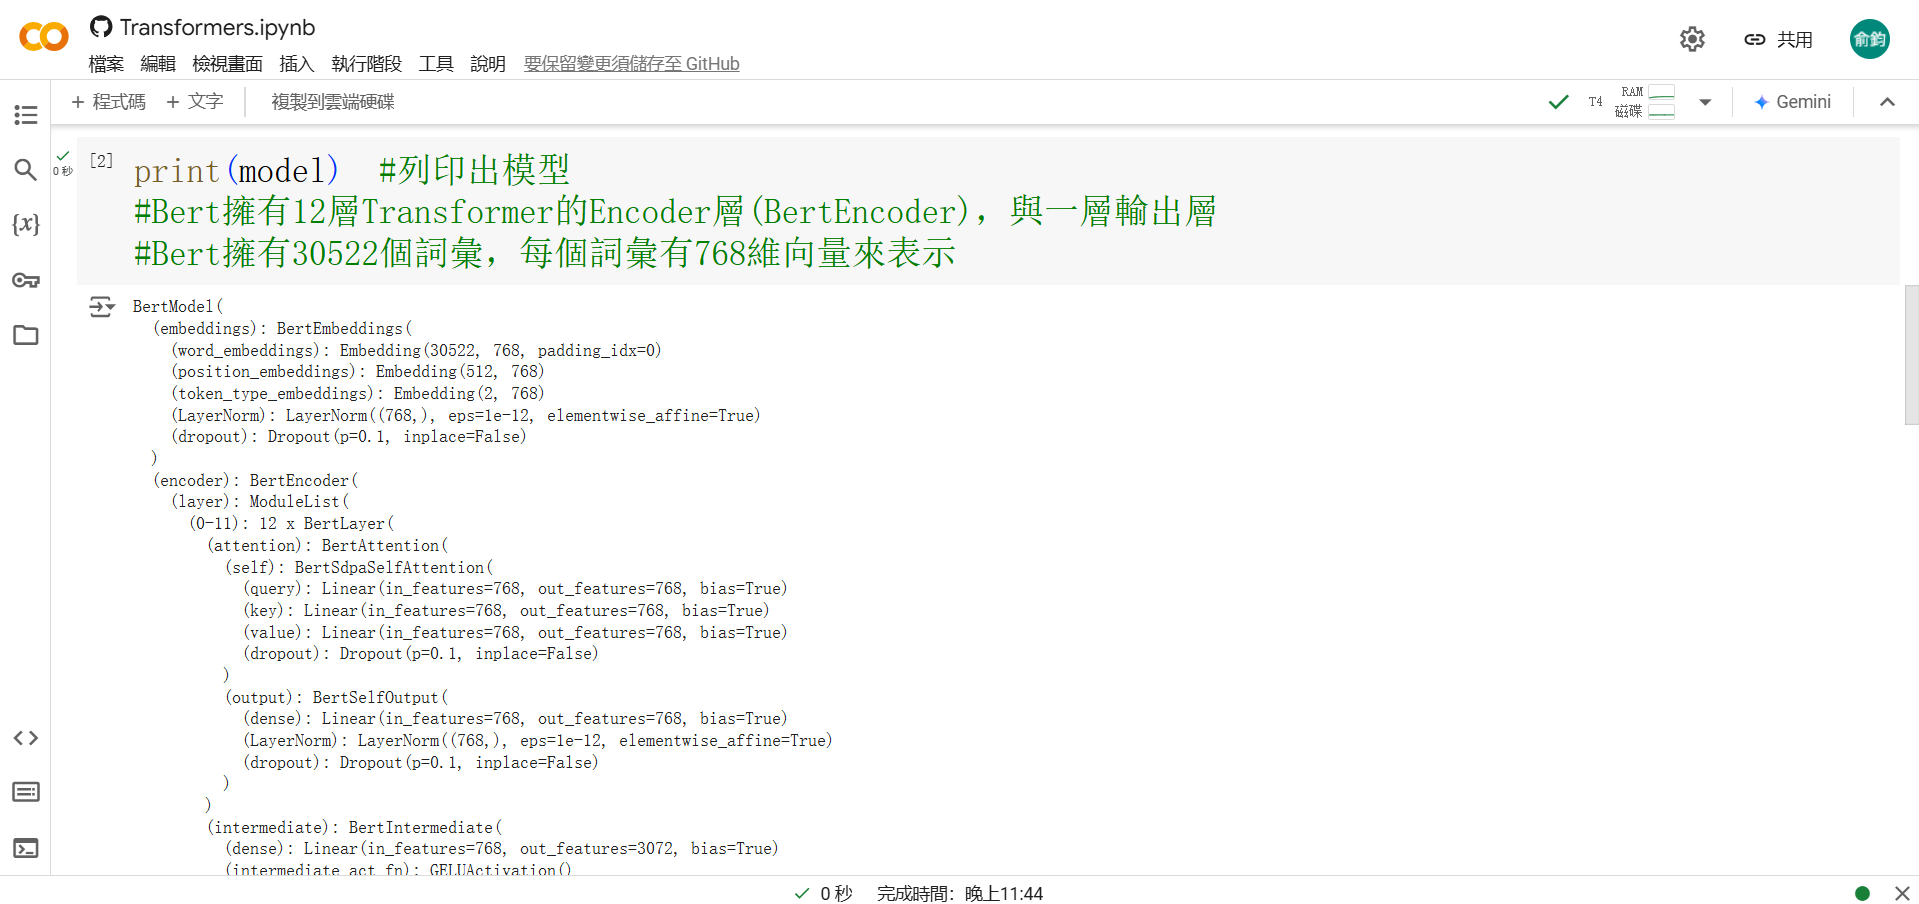 Transformers.ipynb
檔案 編輯 檢視畫面 插入 執行階段 工具 說明 要保留變更須儲存至 GitHub
共用
俞鈞
+ 程式碼 + 文字 複製到雲端硬碟
T4 RAM 磁碟 Gemini
0 秒
[2] print(model) #列印出模型
#Bert擁有12層Transformer的Encoder層(BertEncoder), 與一層輸出層
#Bert擁有30522個詞彙, 每個詞彙有768維向量來表示
{x}
BertModel(
(embeddings): BertEmbeddings(
(word_embeddings): Embedding(30522, 768, padding_idx=0)
(position_embeddings): Embedding(512, 768)
(token_type_embeddings): Embedding(2, 768)
(LayerNorm): LayerNorm((768,), eps=1e-12, elementwise_affine=True)
(dropout): Dropout(p=0.1, inplace=False)
)
(encoder): BertEncoder(
(layer): ModuleList(
(0-11): 12 x BertLayer(
(attention): BertAttention(
(self): BertSdpaSelfAttention(
(query): Linear(in_features=768, out_features=768, bias=True)
(key): Linear(in_features=768, out_features=768, bias=True)
(value): Linear(in_features=768, out_features=768, bias=True)
(dropout): Dropout(p=0.1, inplace=False)
)
(output): BertSelfOutput(
(dense): Linear(in_features=768, out_features=768, bias=True)
(LayerNorm): LayerNorm((768,), eps=1e-12, elementwise_affine=True)
(dropout): Dropout(p=0.1, inplace=False)
)
)
(intermediate): BertIntermediate(
(dense): Linear(in_features=768, out_features=3072, bias=True)
(intermediate_act_fn): GELUActivation()
0 秒 完成時間: 晚上11:44